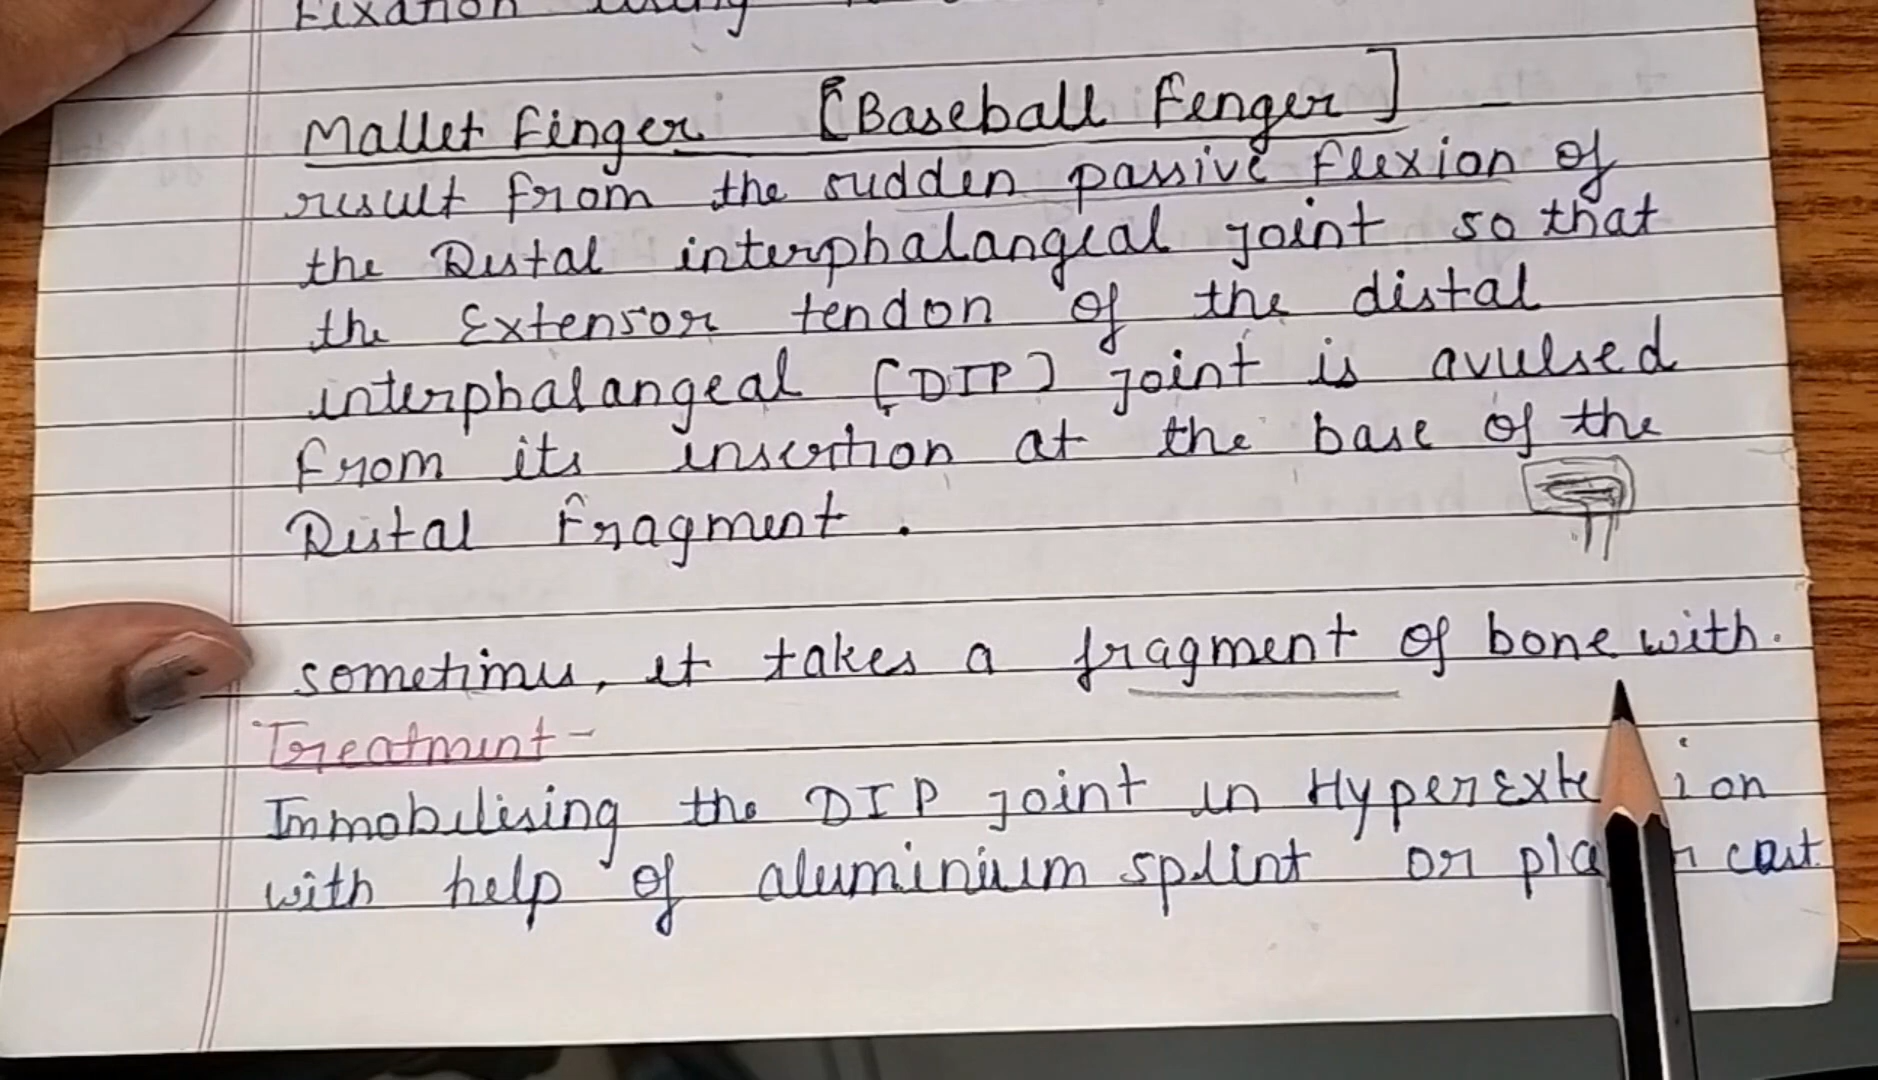 Fixation using
Mallet finger [Baseball Fenger] -
result from the sudden passive Flexion of
the Distal interphalangeal joint so that
the Extensor tendon of the distal
interphalangeal [DIP] joint is avulsed
from its insertion at the base of the
Distal Fragment .
sometimes, it takes a fragment of bone with.
Treatment -
Immobilising the DIP joint in Hyper
with help of aluminium splint or cast